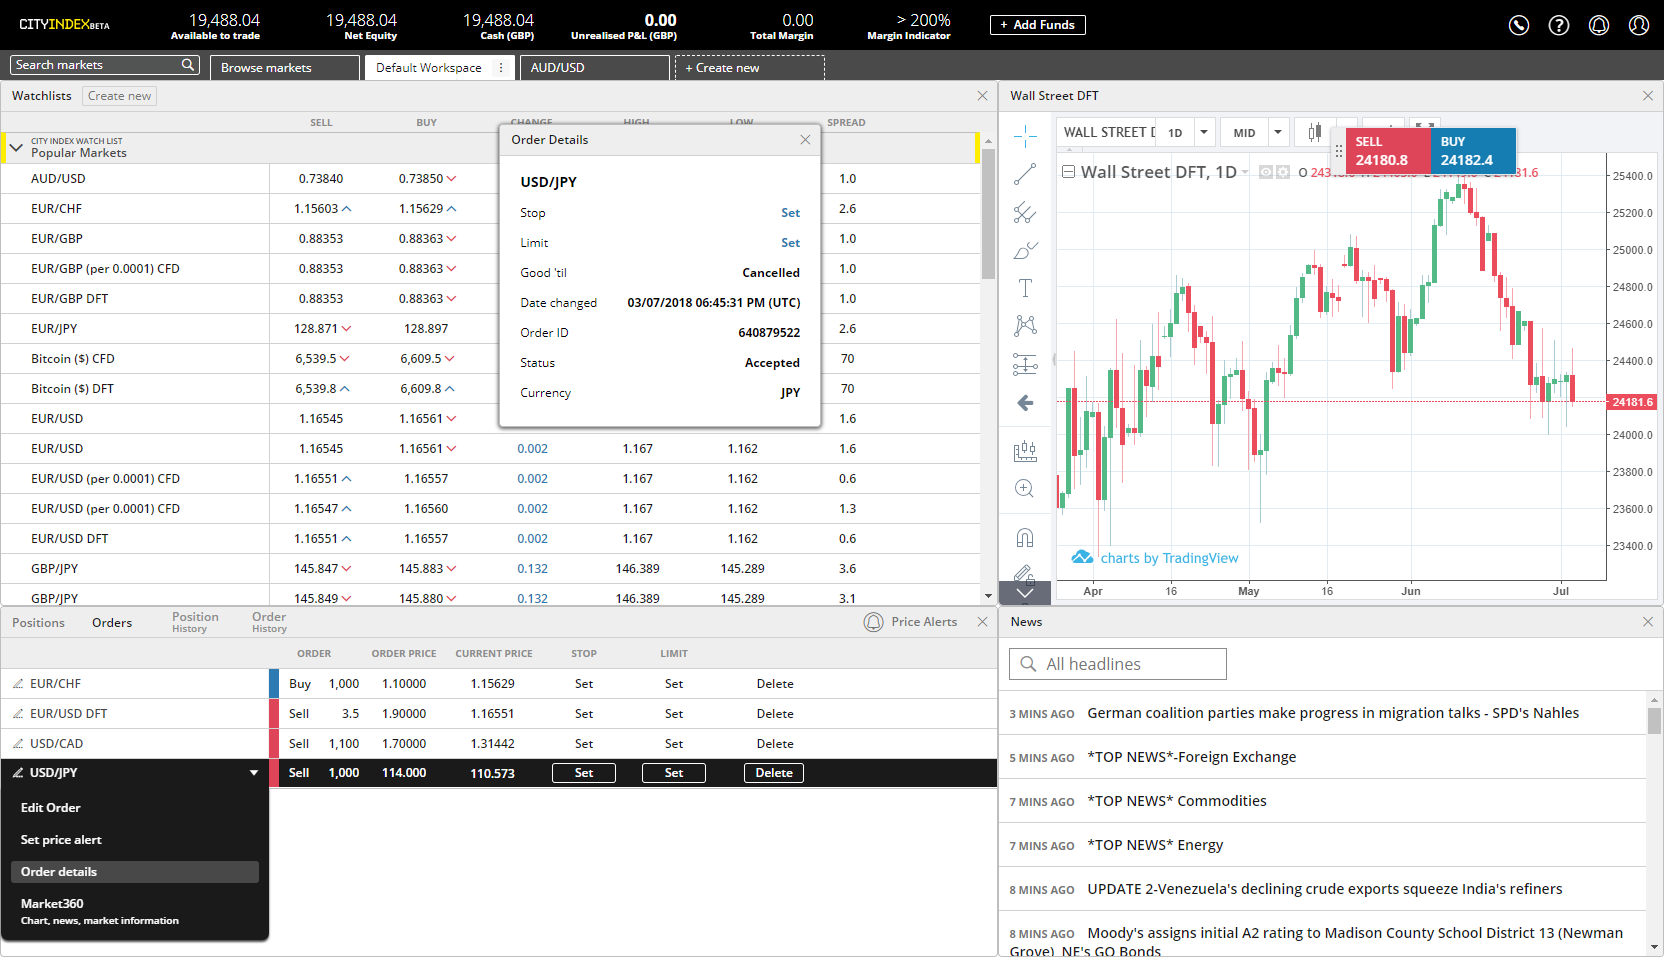 CITYINDEX BETA
19,488.04
Available to trade
19,488.04
Net Equity
19,488.04
Cash (GBP)
0.00
Unrealised P&L (GBP)
0.00
Total Margin
> 200%
Margin Indicator
+ Add Funds
Search markets
Browse markets
Default Workspace
AUD/USD
+ Create new
Watchlists Create new
SELL BUY CHANGE HIGH LOW SPREAD
CITY INDEX WATCH LIST
Popular Markets
AUD/USD 0.73840 0.73850 1.0
EUR/CHF 1.15603 1.15629 2.6
EUR/GBP 0.88353 0.88363 1.0
EUR/GBP (per 0.0001) CFD 0.88353 0.88363 1.0
EUR/GBP DFT 0.88353 0.88363 1.0
EUR/JPY 128.871 128.897 2.6
Bitcoin ($) CFD 6,539.5 6,609.5 70
Bitcoin ($) DFT 6,539.8 6,609.8 70
EUR/USD 1.16545 1.16561 1.6
EUR/USD 1.16545 1.16561 0.002 1.167 1.162 1.6
EUR/USD (per 0.0001) CFD 1.16551 1.16557 0.002 1.167 1.162 0.6
EUR/USD (per 0.0001) CFD 1.16547 1.16560 0.002 1.167 1.162 1.3
EUR/USD DFT 1.16551 1.16557 0.002 1.167 1.162 0.6
GBP/JPY 145.847 145.883 0.132 146.389 145.289 3.6
GBP/JPY 145.849 145.880 0.132 146.389 145.289 3.1
Order Details
USD/JPY
Stop Set
Limit Set
Good 'til Cancelled
Date changed 03/07/2018 06:45:31 PM (UTC)
Order ID 640879522
Status Accepted
Currency JPY
Wall Street DFT
WALL STREET D 1D MID
SELL
24180.8
BUY
24182.4
Wall Street DFT, 1D
25400.0
25200.0
25000.0
24800.0
24600.0
24400.0
24181.6
24000.0
23800.0
23600.0
23400.0
charts by TradingView
Apr 16 May 16 Jun Jul
Positions Orders Position History Order History Price Alerts
ORDER ORDER PRICE CURRENT PRICE STOP LIMIT
EUR/CHF Buy 1,000 1.10000 1.15629 Set Set Delete
EUR/USD DFT Sell 3.5 1.90000 1.16551 Set Set Delete
USD/CAD Sell 1,100 1.70000 1.31442 Set Set Delete
USD/JPY Sell 1,000 114.000 110.573 Set Set Delete
Edit Order
Set price alert
Order details
Market360
Chart, news, market information
News
All headlines
3 MINS AGO German coalition parties make progress in migration talks - SPD's Nahles
5 MINS AGO *TOP NEWS*-Foreign Exchange
7 MINS AGO *TOP NEWS* Commodities
7 MINS AGO *TOP NEWS* Energy
8 MINS AGO UPDATE 2-Venezuela's declining crude exports squeeze India's refiners
8 MINS AGO Moody's assigns initial A2 rating to Madison County School District 13 (Newman
Grove), NE's GO Bonds